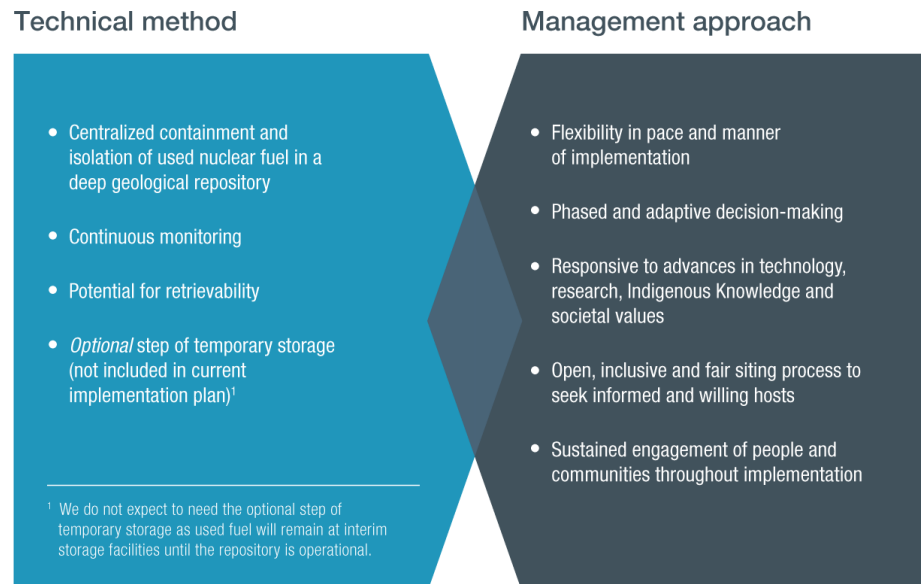 Technical method
• Centralized containment and
isolation of used nuclear fuel in a
deep geological repository
• Continuous monitoring
• Potential for retrievability
• Optional step of temporary storage
(not included in current
implementation plan)¹
¹ We do not expect to need the optional step of
temporary storage as used fuel will remain at interim
storage facilities until the repository is operational.
Management approach
• Flexibility in pace and manner
of implementation
• Phased and adaptive decision-making
• Responsive to advances in technology,
research, Indigenous Knowledge and
societal values
• Open, inclusive and fair siting process to
seek informed and willing hosts
• Sustained engagement of people and
communities throughout implementation